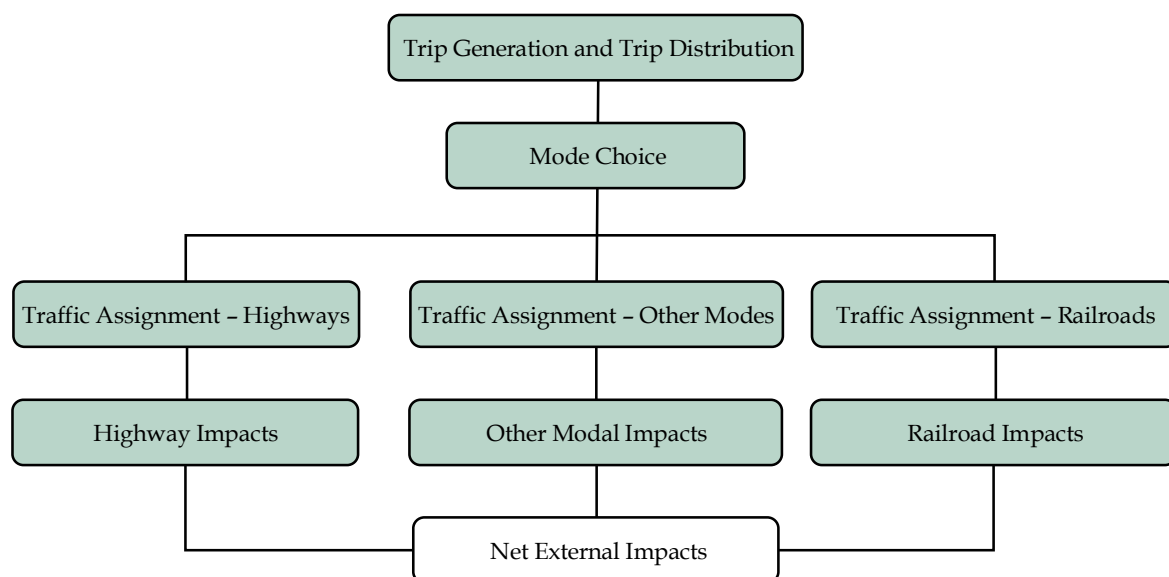 Trip Generation and Trip Distribution
Mode Choice
Traffic Assignment – Highways
Traffic Assignment – Other Modes
Traffic Assignment – Railroads
Highway Impacts
Other Modal Impacts
Railroad Impacts
Net External Impacts